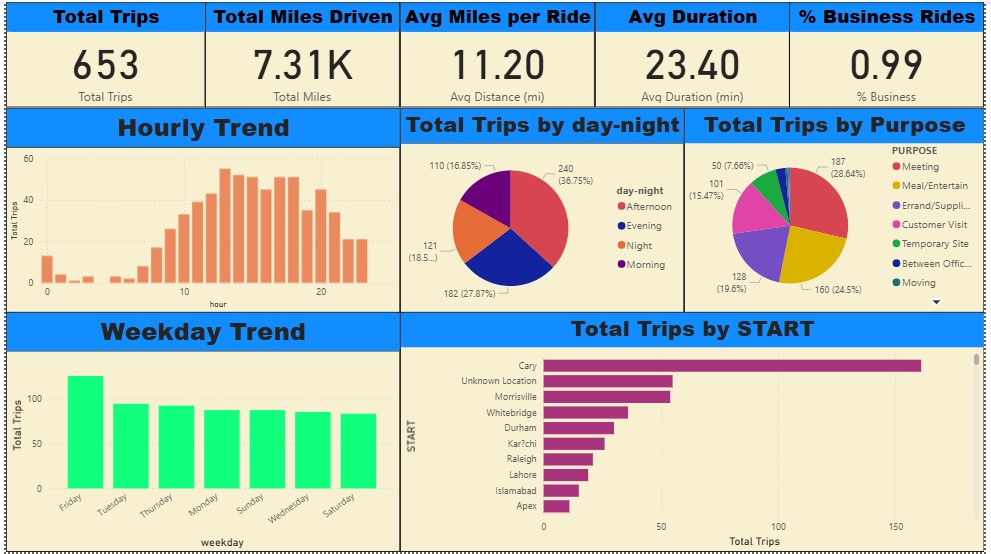 Total Trips
Total Miles Driven
Avg Miles per Ride
Avg Duration
% Business Rides
653
7.31K
11.20
23.40
0.99
Total Trips
Total Miles
Avg Distance (mi)
Avg Duration (min)
% Business
Hourly Trend
60
40
20
0
Total Trips
0
10
20
hour
Total Trips by day-night
110 (16.85%)
240
(36.75%)
121
(18.5...)
182 (27.87%)
day-night
Afternoon
Evening
Night
Morning
Total Trips by Purpose
50 (7.66%)
187
(28.64%)
101
(15.47%)
128
(19.6%)
160 (24.5%)
PURPOSE
Meeting
Meal/Entertain
Errand/Suppli...
Customer Visit
Temporary Site
Between Offic...
Moving
Weekday Trend
100
50
0
Total Trips
Friday
Tuesday
Thursday
Monday
Sunday
Wednesday
Saturday
weekday
Total Trips by START
START
Cary
Unknown Location
Morrisville
Whitebridge
Durham
Kar?chi
Raleigh
Lahore
Islamabad
Apex
0
50
100
150
Total Trips